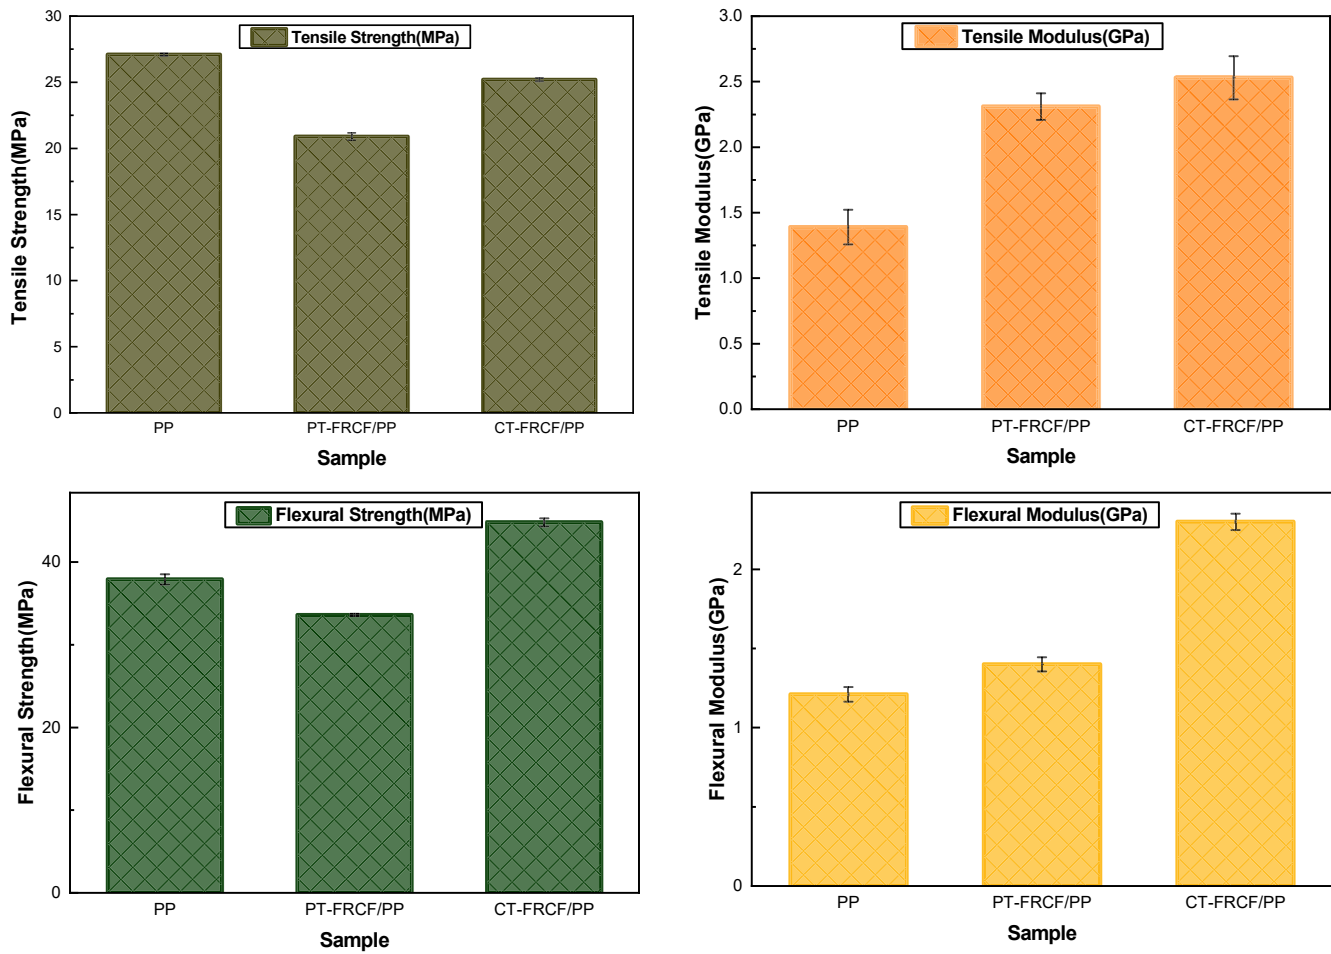 Tensile Strength(MPa)
30
25
20
15
10
5
0
Tensile Strength(MPa)
PP
PT-FRCF/PP
CT-FRCF/PP
Sample
Tensile Modulus(GPa)
3.0
2.5
2.0
1.5
1.0
0.5
0.0
Tensile Modulus(GPa)
PP
PT-FRCF/PP
CT-FRCF/PP
Sample
Flexural Strength(MPa)
40
20
0
Flexural Strength(MPa)
PP
PT-FRCF/PP
CT-FRCF/PP
Sample
Flexural Modulus(GPa)
2
1
0
Flexural Modulus(GPa)
PP
PT-FRCF/PP
CT-FRCF/PP
Sample